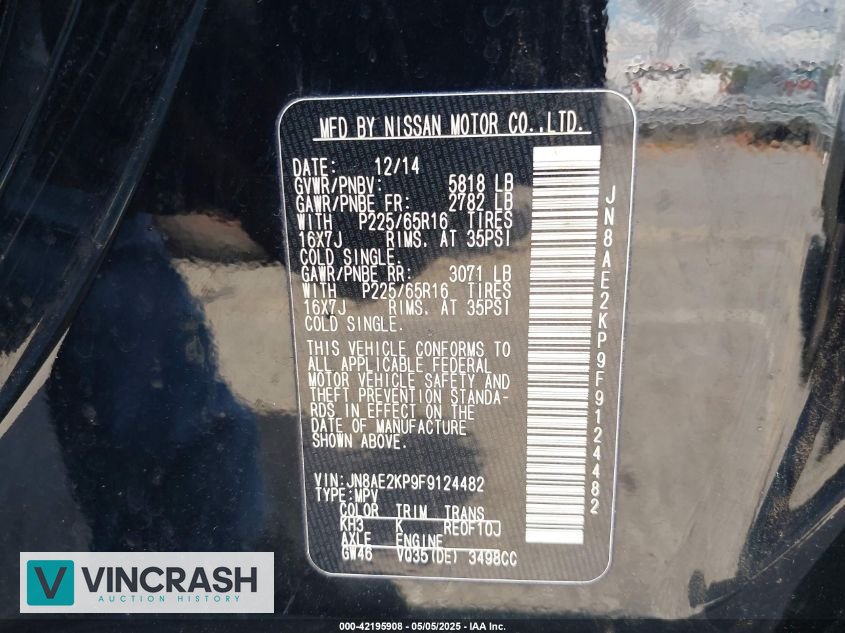 MFD BY NISSAN MOTOR CO.,LTD.
DATE: 12/14
GVWR/PNBV: 5818 LB
GAWR/PNBE FR: 2782 LB
WITH P225/65R16 TIRES
16X7J RIMS. AT 35PSI
COLD SINGLE.
GAWR/PNBE RR: 3071 LB
WITH P225/65R16 TIRES
16X7J RIMS. AT 35PSI
COLD SINGLE.
THIS VEHICLE CONFORMS TO
ALL APPLICABLE FEDERAL
MOTOR VEHICLE SAFETY AND
THEFT PREVENTION STANDA-
RDS IN EFFECT ON THE
DATE OF MANUFACTURE
SHOWN ABOVE.
VIN:JN8AE2KP9F9124482
TYPE:MPV
COLOR TRIM TRANS
KH3 K RE0F10J
AXLE ENGINE
GW46 VQ35(DE) 3498CC
JN8AE2KP9F9124482
VINCRASH
AUCTION HISTORY
000-42195908 - 05/05/2025 - IAA Inc.